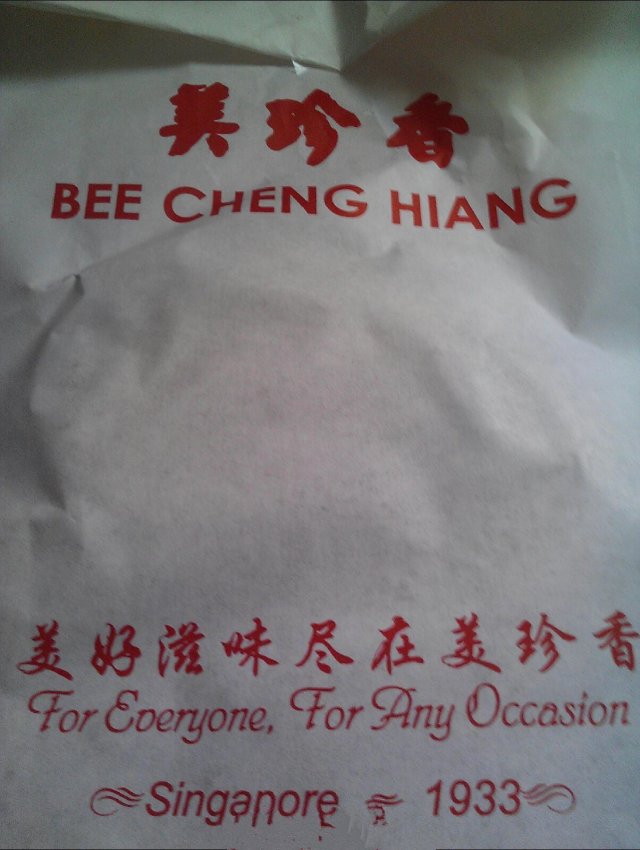 美珍香
BEE CHENG HIANG
美好滋味尽在美珍香
For Everyone, For Any Occasion
Singapore 1933